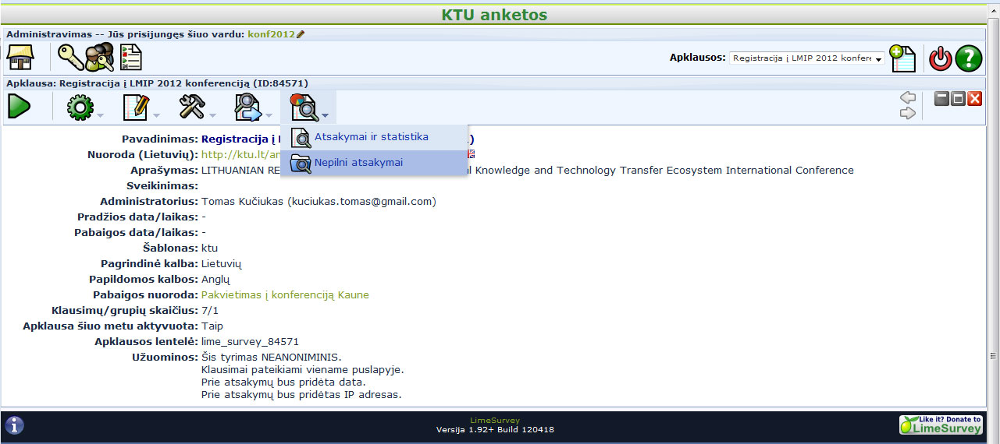 KTU anketos
Administravimas -- Jūs prisijungęs šiuo vardu: konf2012
Apklausos: Registracija į LMIP 2012 konfere
Apklausa: Registracija į LMIP 2012 konferenciją (ID:84571)
Atsakymai ir statistika
Nepilni atsakymai
Pavadinimas: Registracija į
Nuoroda (Lietuvių): http://ktu.lt/an
Aprašymas: LITHUANIAN RE l Knowledge and Technology Transfer Ecosystem International Conference
Sveikinimas:
Administratorius: Tomas Kučiukas (kuciukas.tomas@gmail.com)
Pradžios data/laikas: -
Pabaigos data/laikas: -
Šablonas: ktu
Pagrindinė kalba: Lietuvių
Papildomos kalbos: Anglų
Pabaigos nuoroda: Pakvietimas į konferenciją Kaune
Klausimų/grupių skaičius: 7/1
Apklausa šiuo metu aktyvuota: Taip
Apklausos lentelė: lime_survey_84571
Užuominos: Šis tyrimas NEANONIMINIS.
Klausimai pateikiami viename puslapyje.
Prie atsakymų bus pridėta data.
Prie atsakymų bus pridėtas IP adresas.
LimeSurvey
Versija 1.92+ Build 120418
Like it? Donate to
LimeSurvey